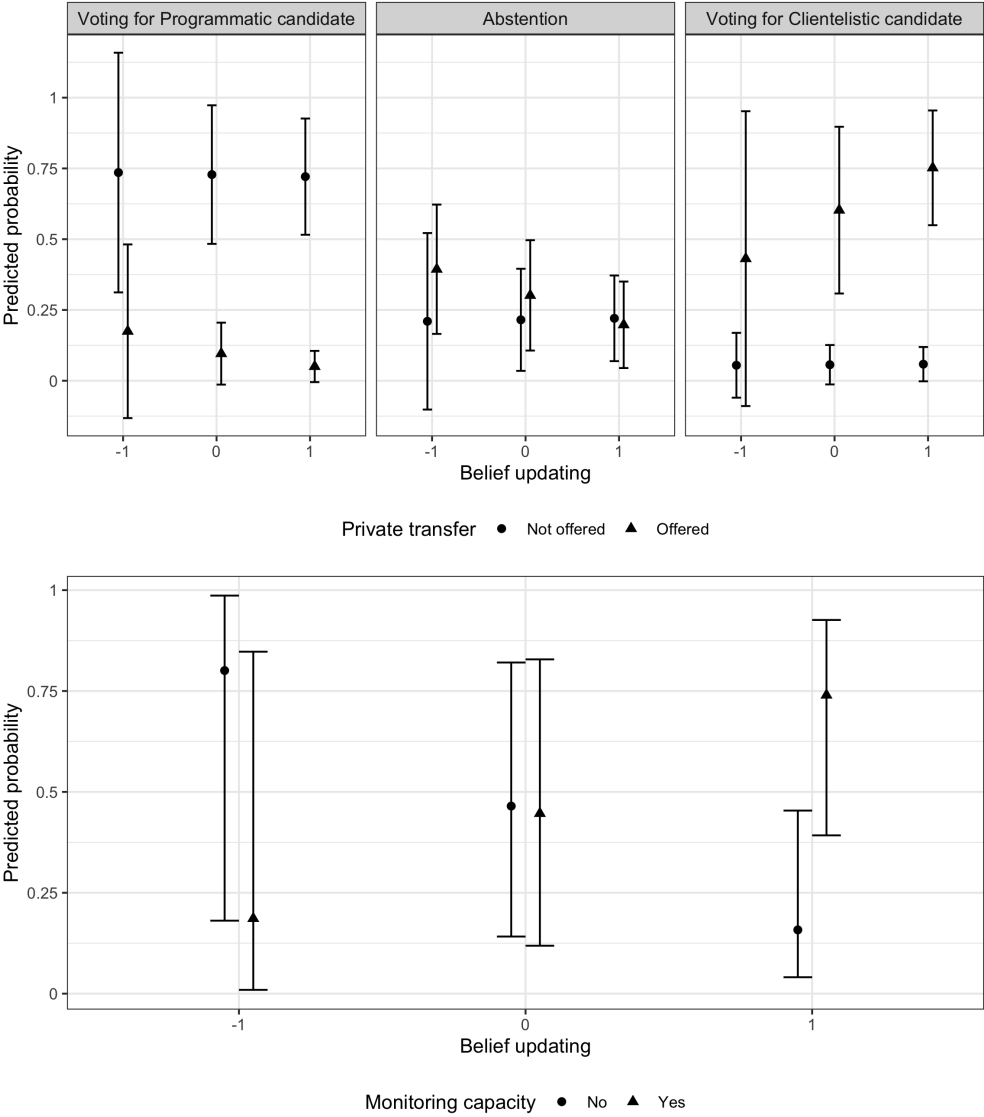 Voting for Programmatic candidate
Abstention
Voting for Clientelistic candidate
Predicted probability
1
0.75
0.5
0.25
0
-1 0 1
-1 0 1
-1 0 1
Belief updating
Private transfer Not offered Offered
Predicted probability
1
0.75
0.5
0.25
0
-1 0 1
Belief updating
Monitoring capacity No Yes